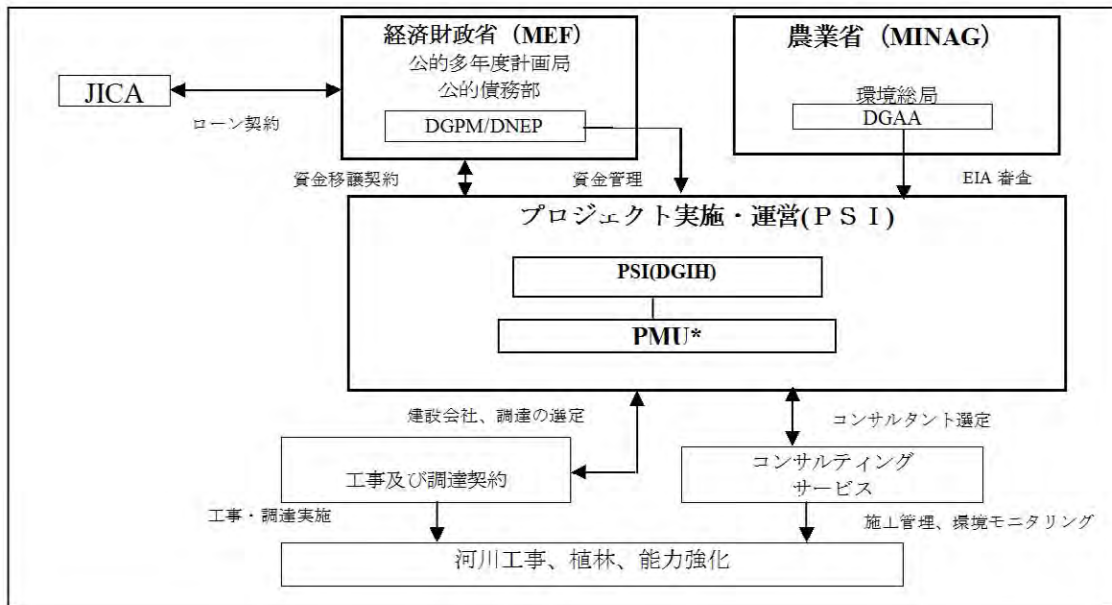 経済財政省（MEF）
公的多年度計画局
公的債務部
DGPM/DNEP
農業省（MINAG）
環境総局
DGAA
JICA
ローン契約
資金移譲契約
資金管理
EIA 審査
プロジェクト実施・運営(ＰＳＩ)
PSI(DGIH)
PMU*
建設会社、調達の選定
コンサルタント選定
工事及び調達契約
コンサルティング
サービス
工事・調達実施
施工管理、環境モニタリング
河川工事、植林、能力強化